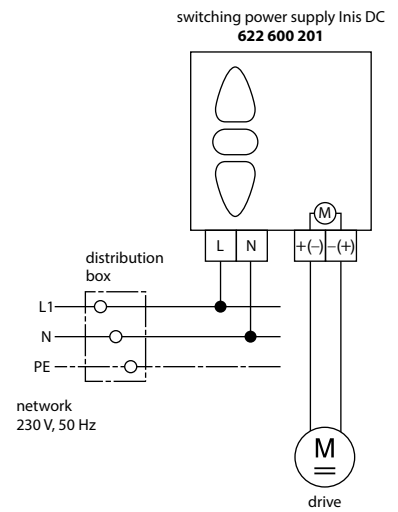 switching power supply Inis DC
622 600 201
M
L N +(–) –(+)
distribution
box
L1
N
PE
network
230 V, 50 Hz
M
drive